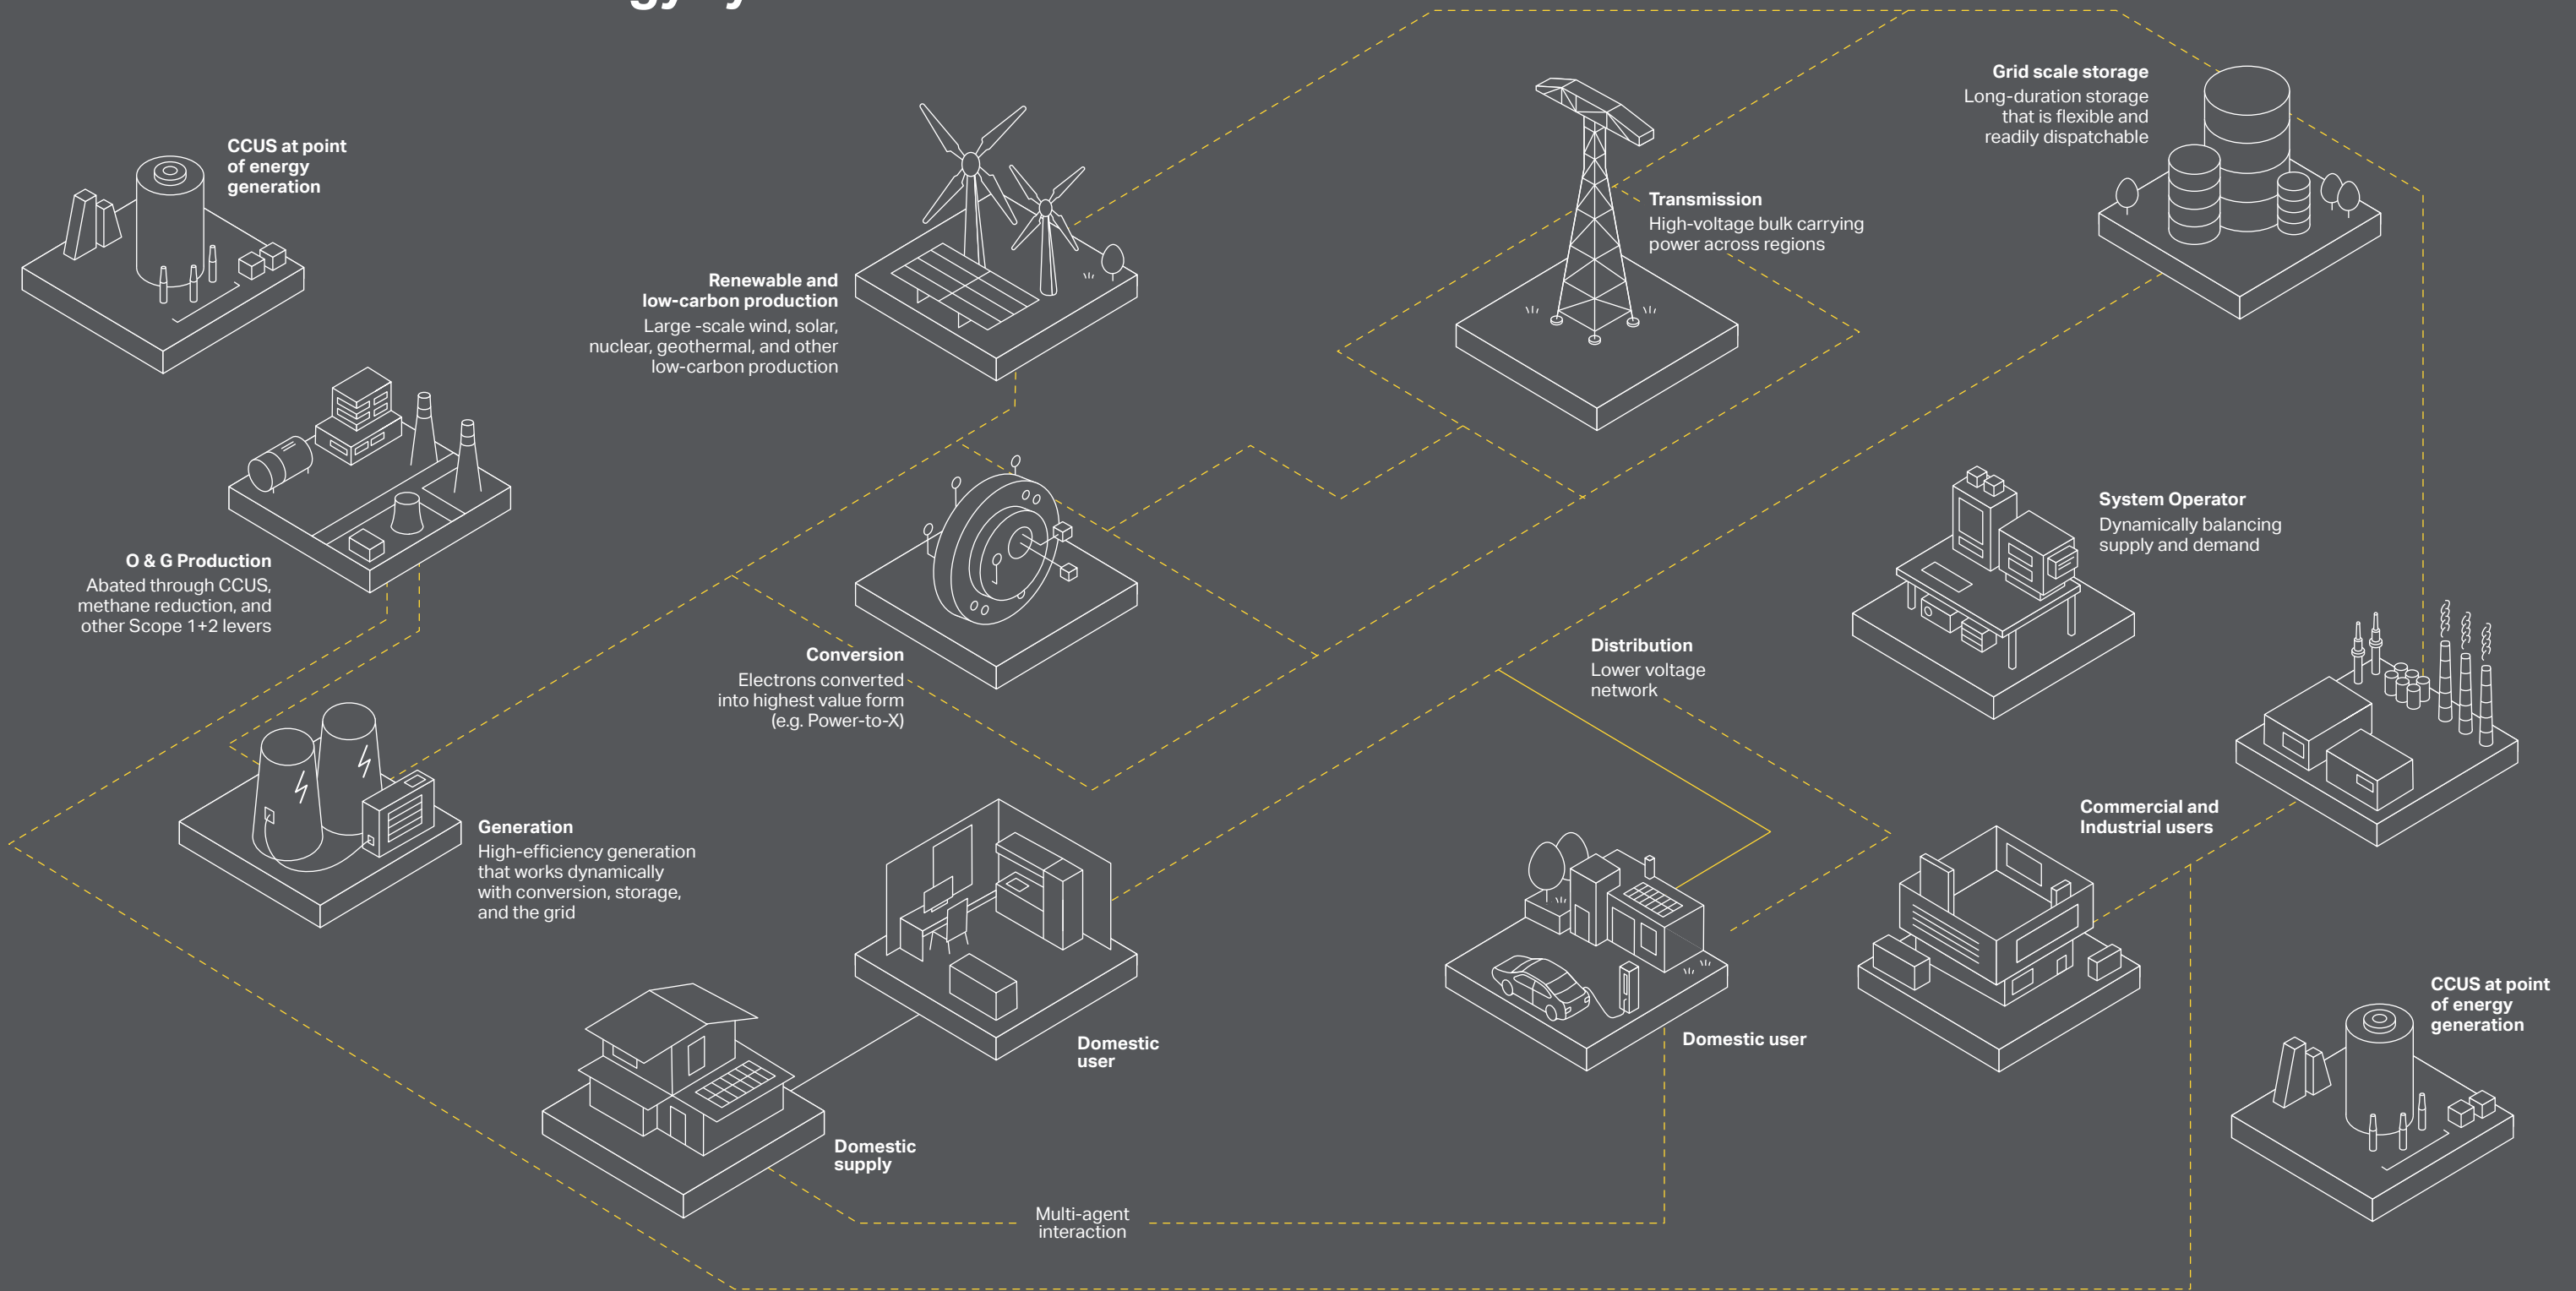 CCUS at point
of energy
generation
Renewable and
low-carbon production
Large -scale wind, solar,
nuclear, geothermal, and other
low-carbon production
Transmission
High-voltage bulk carrying
power across regions
Grid scale storage
Long-duration storage
that is flexible and
readily dispatchable
O & G Production
Abated through CCUS,
methane reduction, and
other Scope 1+2 levers
Conversion
Electrons converted
into highest value form
(e.g. Power-to-X)
System Operator
Dynamically balancing
supply and demand
Distribution
Lower voltage
network
Generation
High-efficiency generation
that works dynamically
with conversion, storage,
and the grid
Commercial and
Industrial users
Domestic
user
Domestic user
CCUS at point
of energy
generation
Domestic
supply
Multi-agent
interaction